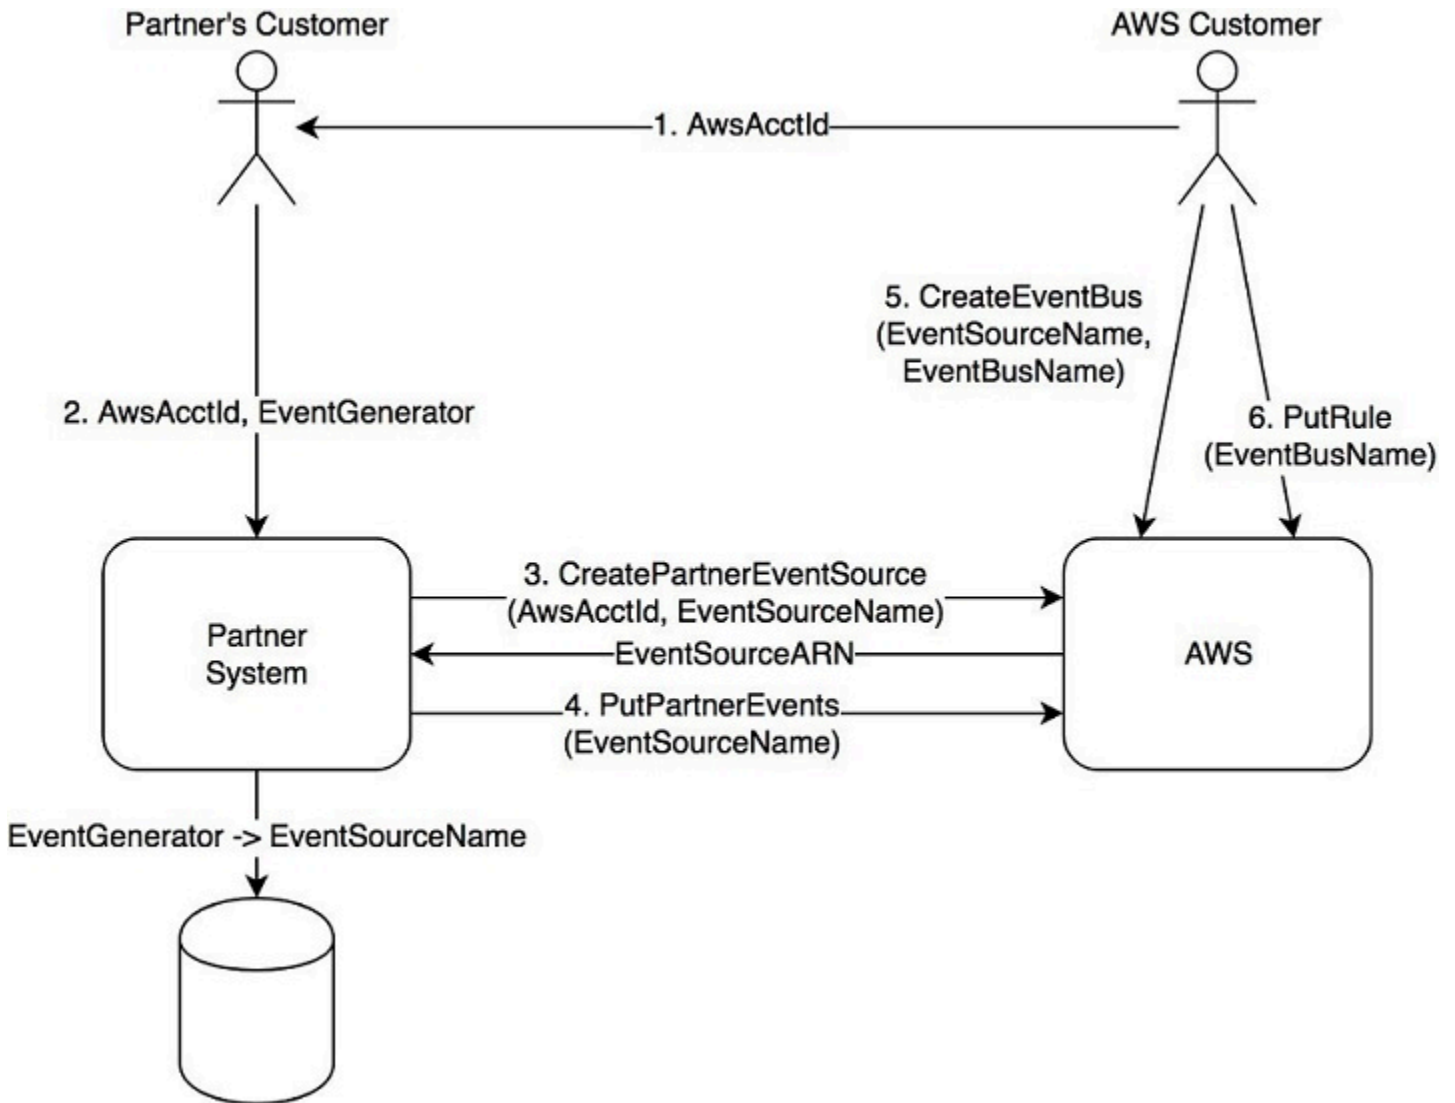 Partner's Customer
AWS Customer
1. AwsAcctId
5. CreateEventBus
(EventSourceName,
EventBusName)
2. AwsAcctId, EventGenerator
6. PutRule
(EventBusName)
3. CreatePartnerEventSource
(AwsAcctId, EventSourceName)
Partner
System
EventSourceARN
AWS
4. PutPartnerEvents
(EventSourceName)
EventGenerator -> EventSourceName